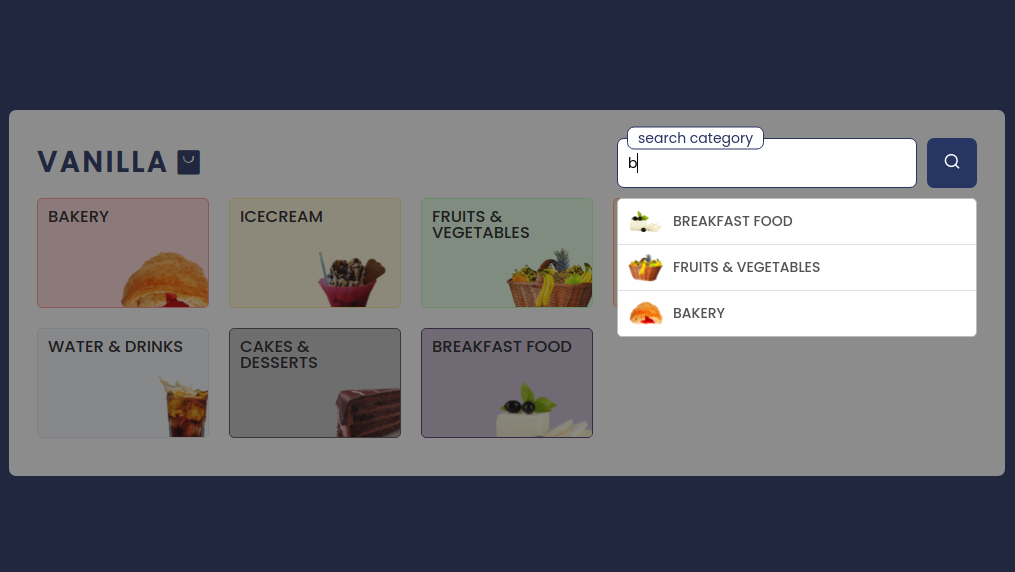 VANILLA
search category
b
BAKERY
ICECREAM
FRUITS &
VEGETABLES
BREAKFAST FOOD
FRUITS & VEGETABLES
BAKERY
WATER & DRINKS
CAKES &
DESSERTS
BREAKFAST FOOD